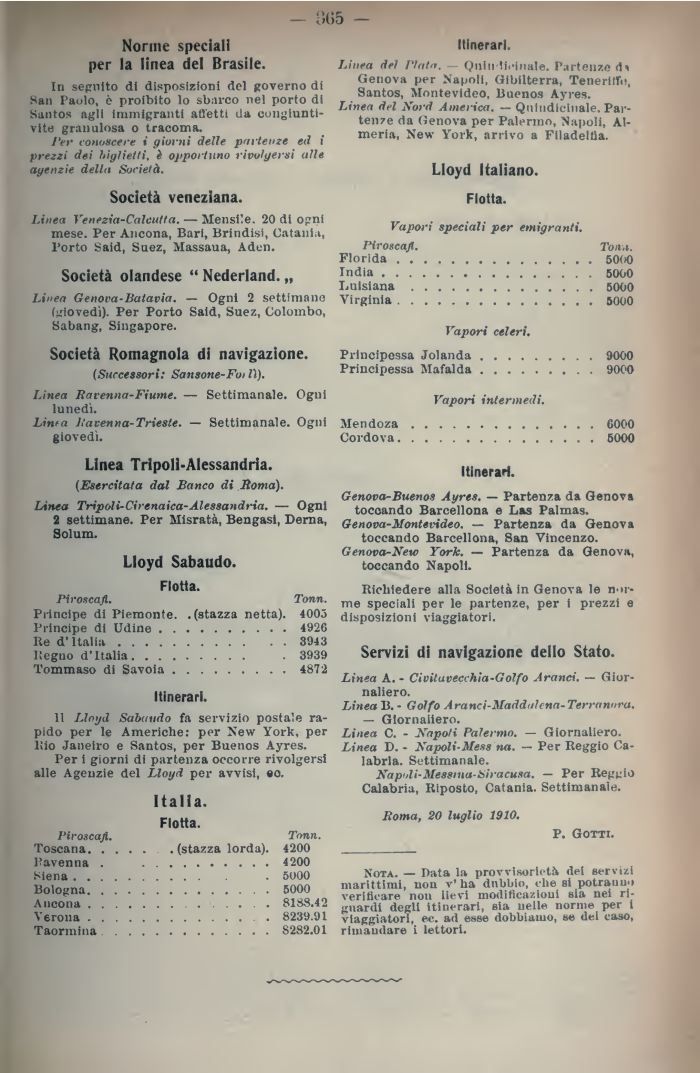 — 365 —
Norme speciali
per la linea del Brasile.
In seguito di disposizioni del governo di
San Paolo, è proibito lo sbarco nel porto di
Santos agli immigranti affetti da congiunti-
vite granulosa o tracoma.
Per conoscere i giorni delle partenze ed i
prezzi dei biglietti, è opportuno rivolgersi alle
agenzie della Società.
Società veneziana.
Linea Venezia-Calcutta. — Mensile. 20 di ogni
mese. Per Ancona, Bari, Brindisi, Catania,
Porto Said, Suez, Massaua, Aden.
Società olandese “ Nederland. „
Linea Genova-Batavia. — Ogni 2 settimane
(giovedì). Per Porto Said, Suez, Colombo,
Sabang, Singapore.
Società Romagnola di navigazione.
(Successori: Sansone-Forlì).
Linea Ravenna-Fiume. — Settimanale. Ogni
lunedì.
Linea Ravenna-Trieste. — Settimanale. Ogni
giovedì.
Linea Tripoli-Alessandria.
(Esercitata dal Banco di Roma).
Linea Tripoli-Cirenaica-Alessandria. — Ogni
2 settimane. Per Misratà, Bengasi, Derna,
Solum.
Lloyd Sabaudo.
Flotta.
Piroscafi. Tonn.
Principe di Piemonte. . (stazza netta). 4005
Principe di Udine . . . . . . . . . . 4926
Re d'Italia . . . . . . . . . . . . 3943
Regno d'Italia. . . . . . . . . . . 3939
Tommaso di Savoia . . . . . . . . . 4872
Itinerari.
Il Lloyd Sabaudo fa servizio postale ra-
pido per le Americhe: per New York, per
Rio Janeiro e Santos, per Buenos Ayres.
Per i giorni di partenza occorre rivolgersi
alle Agenzie del Lloyd per avvisi, ec.
Italia.
Flotta.
Piroscafi. Tonn.
Toscana. . . . . . . (stazza lorda). 4200
Ravenna . . . . . . . . . . . 4200
Siena . . . . . . . . . . . . . 5000
Bologna. . . . . . . . . . . . . 5000
Ancona . . . . . . . . . . . . . 8188.42
Verona . . . . . . . . . . . . . 8239.91
Taormina . . . . . . . . . . . . 8282.01
Itinerari.
Linea del Plata. — Quindicinale. Partenze da
Genova per Napoli, Gibilterra, Teneriffe,
Santos, Montevideo, Buenos Ayres.
Linea del Nord America. — Quindicinale. Par-
tenze da Genova per Palermo, Napoli, Al-
meria, New York, arrivo a Filadelfia.
Lloyd Italiano.
Flotta.
Vapori speciali per emigranti.
Piroscafi. Tonn.
Florida . . . . . . . . . . . . . . . 5000
India . . . . . . . . . . . . . . . . 5000
Luisiana . . . . . . . . . . . . . . 5000
Virginia . . . . . . . . . . . . . . . 5000
Vapori celeri.
Principessa Jolanda . . . . . . . . . 9000
Principessa Mafalda . . . . . . . . . 9000
Vapori intermedi.
Mendoza . . . . . . . . . . . . . . 6000
Cordova. . . . . . . . . . . . . . . 5000
Itinerari.
Genova-Buenos Ayres. — Partenza da Genova
toccando Barcellona e Las Palmas.
Genova-Montevideo. — Partenza da Genova
toccando Barcellona, San Vincenzo.
Genova-New York. — Partenza da Genova,
toccando Napoli.
Richiedere alla Società in Genova le nor-
me speciali per le partenze, per i prezzi e
disposizioni viaggiatori.
Servizi di navigazione dello Stato.
Linea A. - Civitavecchia-Golfo Aranci. — Gior-
naliero.
Linea B. - Golfo Aranci-Maddalena-Terranova.
— Giornaliero.
Linea C. - Napoli Palermo. — Giornaliero.
Linea D. - Napoli-Mess na. — Per Reggio Ca-
labria. Settimanale.
Napoli-Messina-Siracusa. — Per Reggio
Calabria, Riposto, Catania. Settimanale.
Roma, 20 luglio 1910.
P. Gotti.
Nota. — Data la provvisorietà dei servizi
marittimi, non v'ha dubbio, che si potranno
verificare non lievi modificazioni sia nei ri-
guardi degli itinerari, sia nelle norme per i
viaggiatori, ec. ad esse dobbiamo, se del caso,
rimandare i lettori.